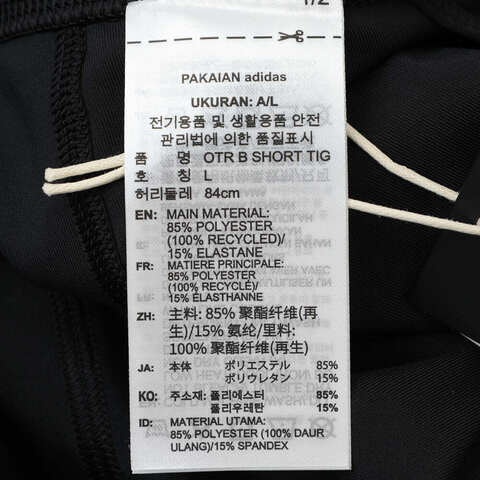 1/2
PAKAIAN adidas
UKURAN: A/L
전기용품 및 생활용품 안전
관리법에 의한 품질표시
품 명 OTR B SHORT TIG
호 칭 L
허리둘레 84cm
EN: MAIN MATERIAL:
85% POLYESTER
(100% RECYCLED)/
15% ELASTANE
FR: MATIERE PRINCIPALE:
85% POLYESTER
(100% RECYCLÉ)/
15% ÉLASTHANNE
ZH: 主料: 85% 聚酯纤维(再
生)/15% 氨纶/里料:
100% 聚酯纤维(再生)
JA: 本体 ポリエステル 85%
ポリウレタン 15%
KO: 주소재: 폴리에스터 85%
폴리우레탄 15%
ID: MATERIAL UTAMA:
85% POLYESTER (100% DAUR
ULANG)/15% SPANDEX